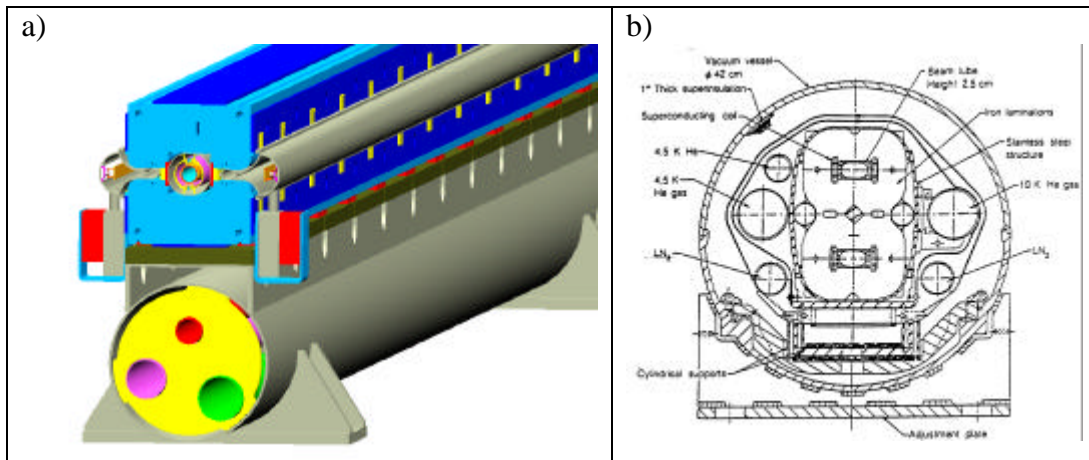 a)
b)
Vacuum vessel
φ 42 cm
1" Thick superinsulation
Superconducting coil
4.5 K He
4.5 K
He gas
LN₂
Cylindrical supports
Beam tube
Height 2.5 cm
Iron laminations
Stainless steel
structure
10 K He gas
LN₂
Adjustment plate